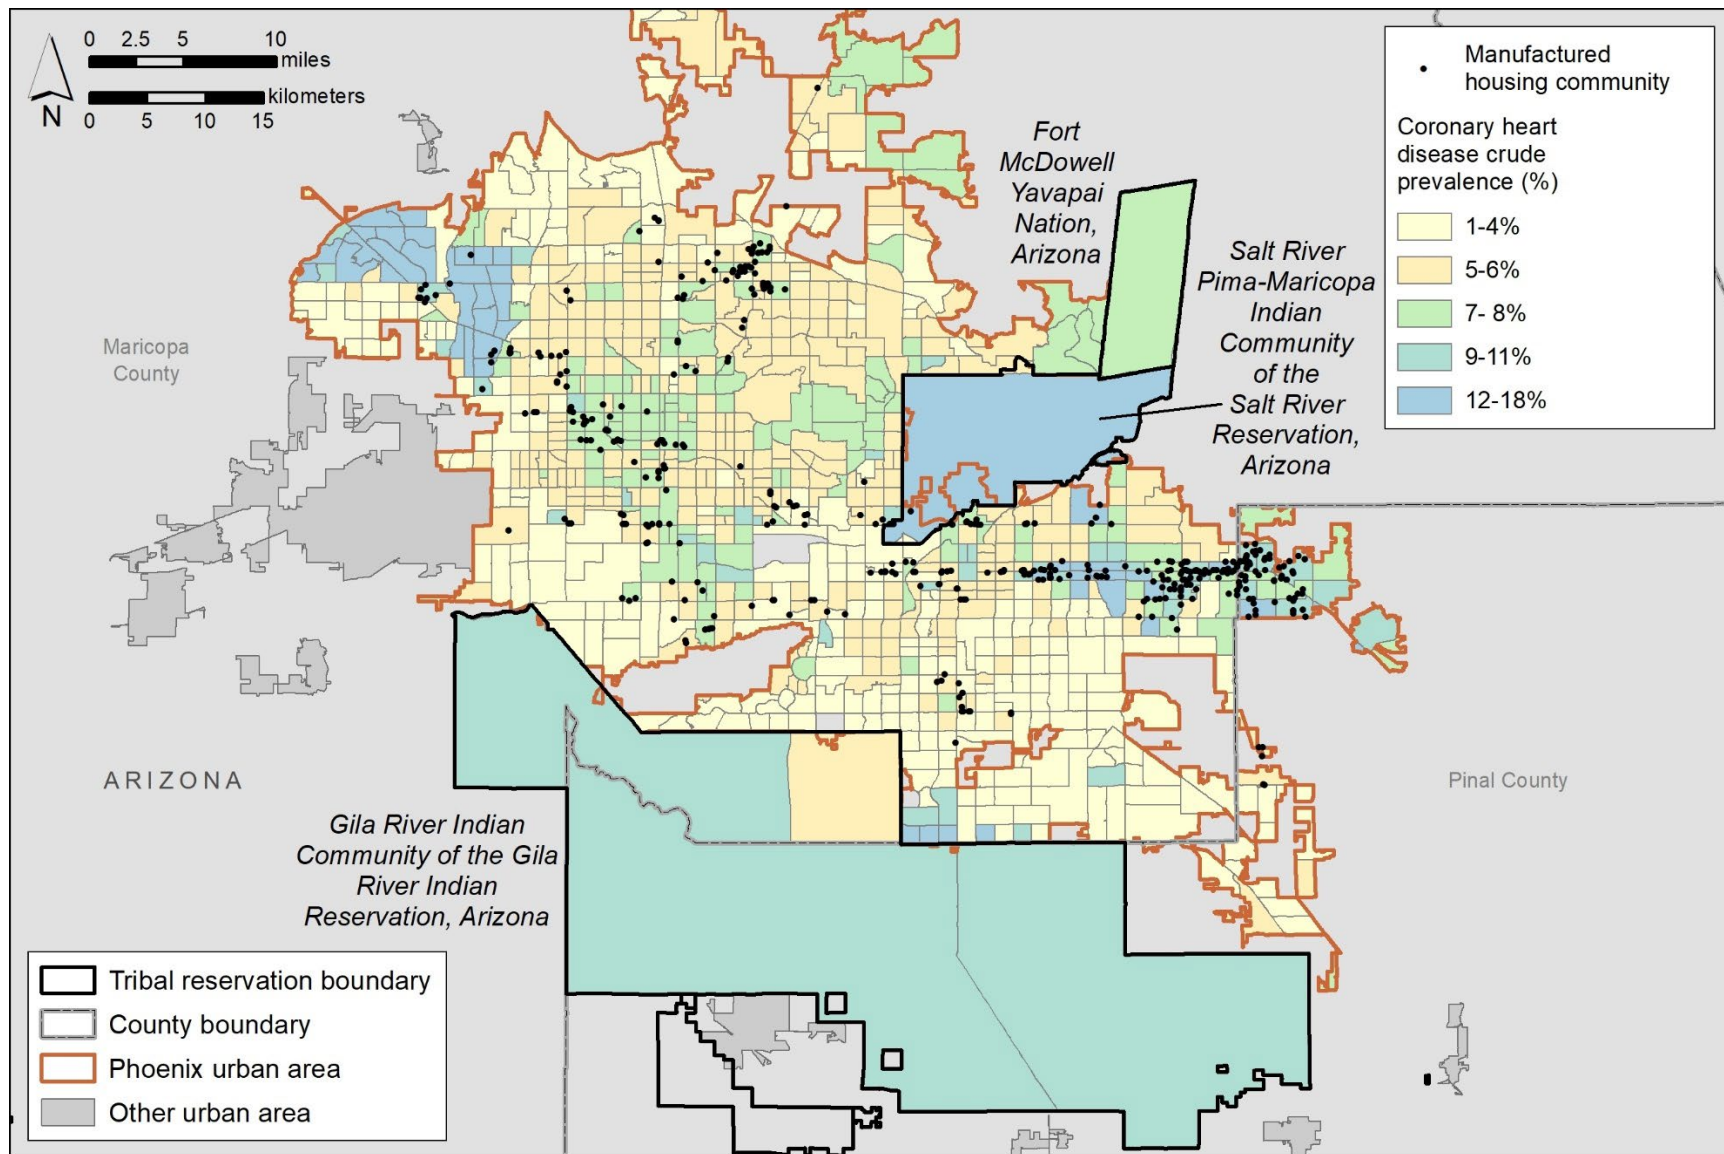 0 2.5 5 10
miles
kilometers
0 5 10 15
N
Manufactured
housing community
Coronary heart
disease crude
prevalence (%)
1-4%
5-6%
7- 8%
9-11%
12-18%
Fort
McDowell
Yavapai
Nation,
Arizona
Salt River
Pima-Maricopa
Indian
Community
of the
Salt River
Reservation,
Arizona
Maricopa
County
ARIZONA
Pinal County
Gila River Indian
Community of the Gila
River Indian
Reservation, Arizona
Tribal reservation boundary
County boundary
Phoenix urban area
Other urban area